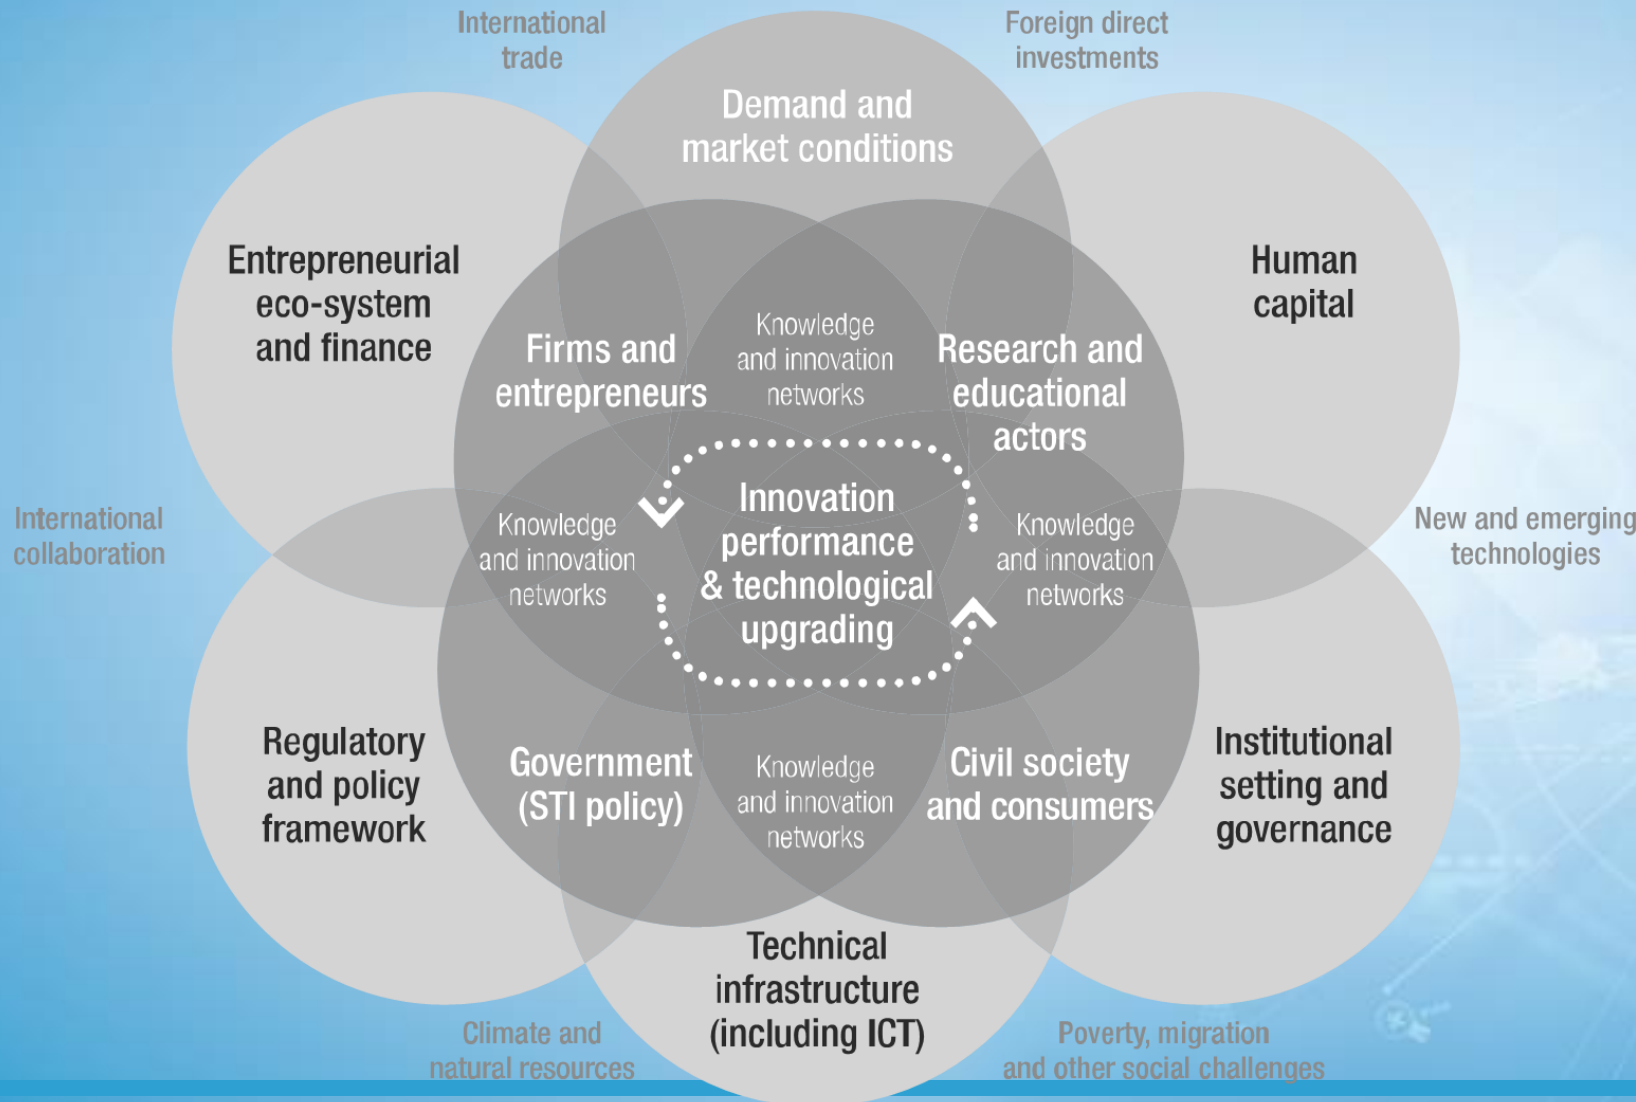 International
trade
Foreign direct
investments
Demand and
market conditions
Entrepreneurial
eco-system
and finance
Human
capital
Firms and
entrepreneurs
Knowledge
and innovation
networks
Research and
educational
actors
International
collaboration
Knowledge
and innovation
networks
Innovation
performance
& technological
upgrading
Knowledge
and innovation
networks
New and emerging
technologies
Regulatory
and policy
framework
Government
(STI policy)
Knowledge
and innovation
networks
Civil society
and consumers
Institutional
setting and
governance
Technical
infrastructure
(including ICT)
Climate and
natural resources
Poverty, migration
and other social challenges